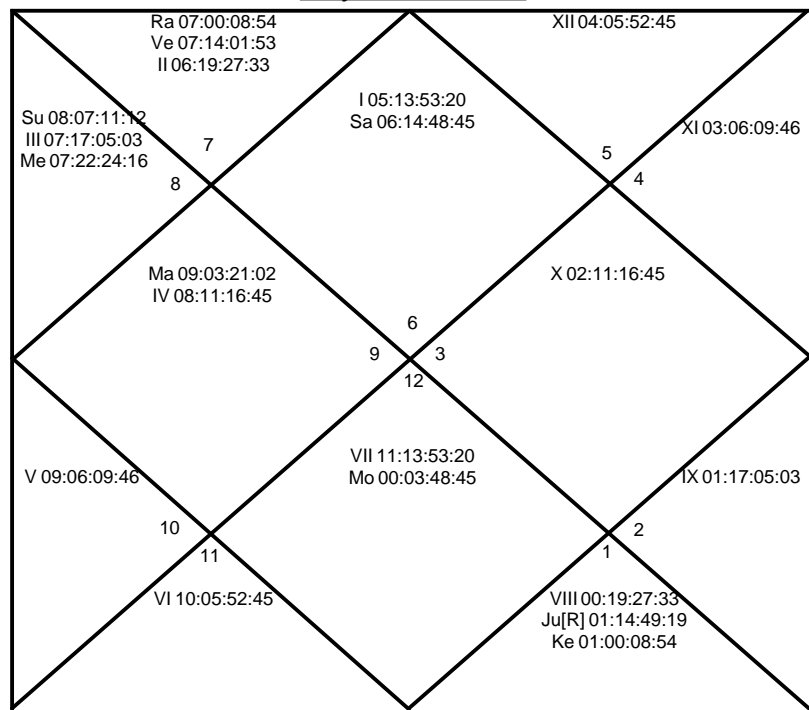 Ra 07:00:08:54
Ve 07:14:01:53
II 06:19:27:33
XII 04:05:52:45
I 05:13:53:20
Sa 06:14:48:45
Su 08:07:11:12
III 07:17:05:03
Me 07:22:24:16
XI 03:06:09:46
7
5
8
4
Ma 09:03:21:02
IV 08:11:16:45
X 02:11:16:45
6
9
3
12
VII 11:13:53:20
Mo 00:03:48:45
V 09:06:09:46
IX 01:17:05:03
10
2
11
1
VI 10:05:52:45
VIII 00:19:27:33
Ju[R] 01:14:49:19
Ke 01:00:08:54